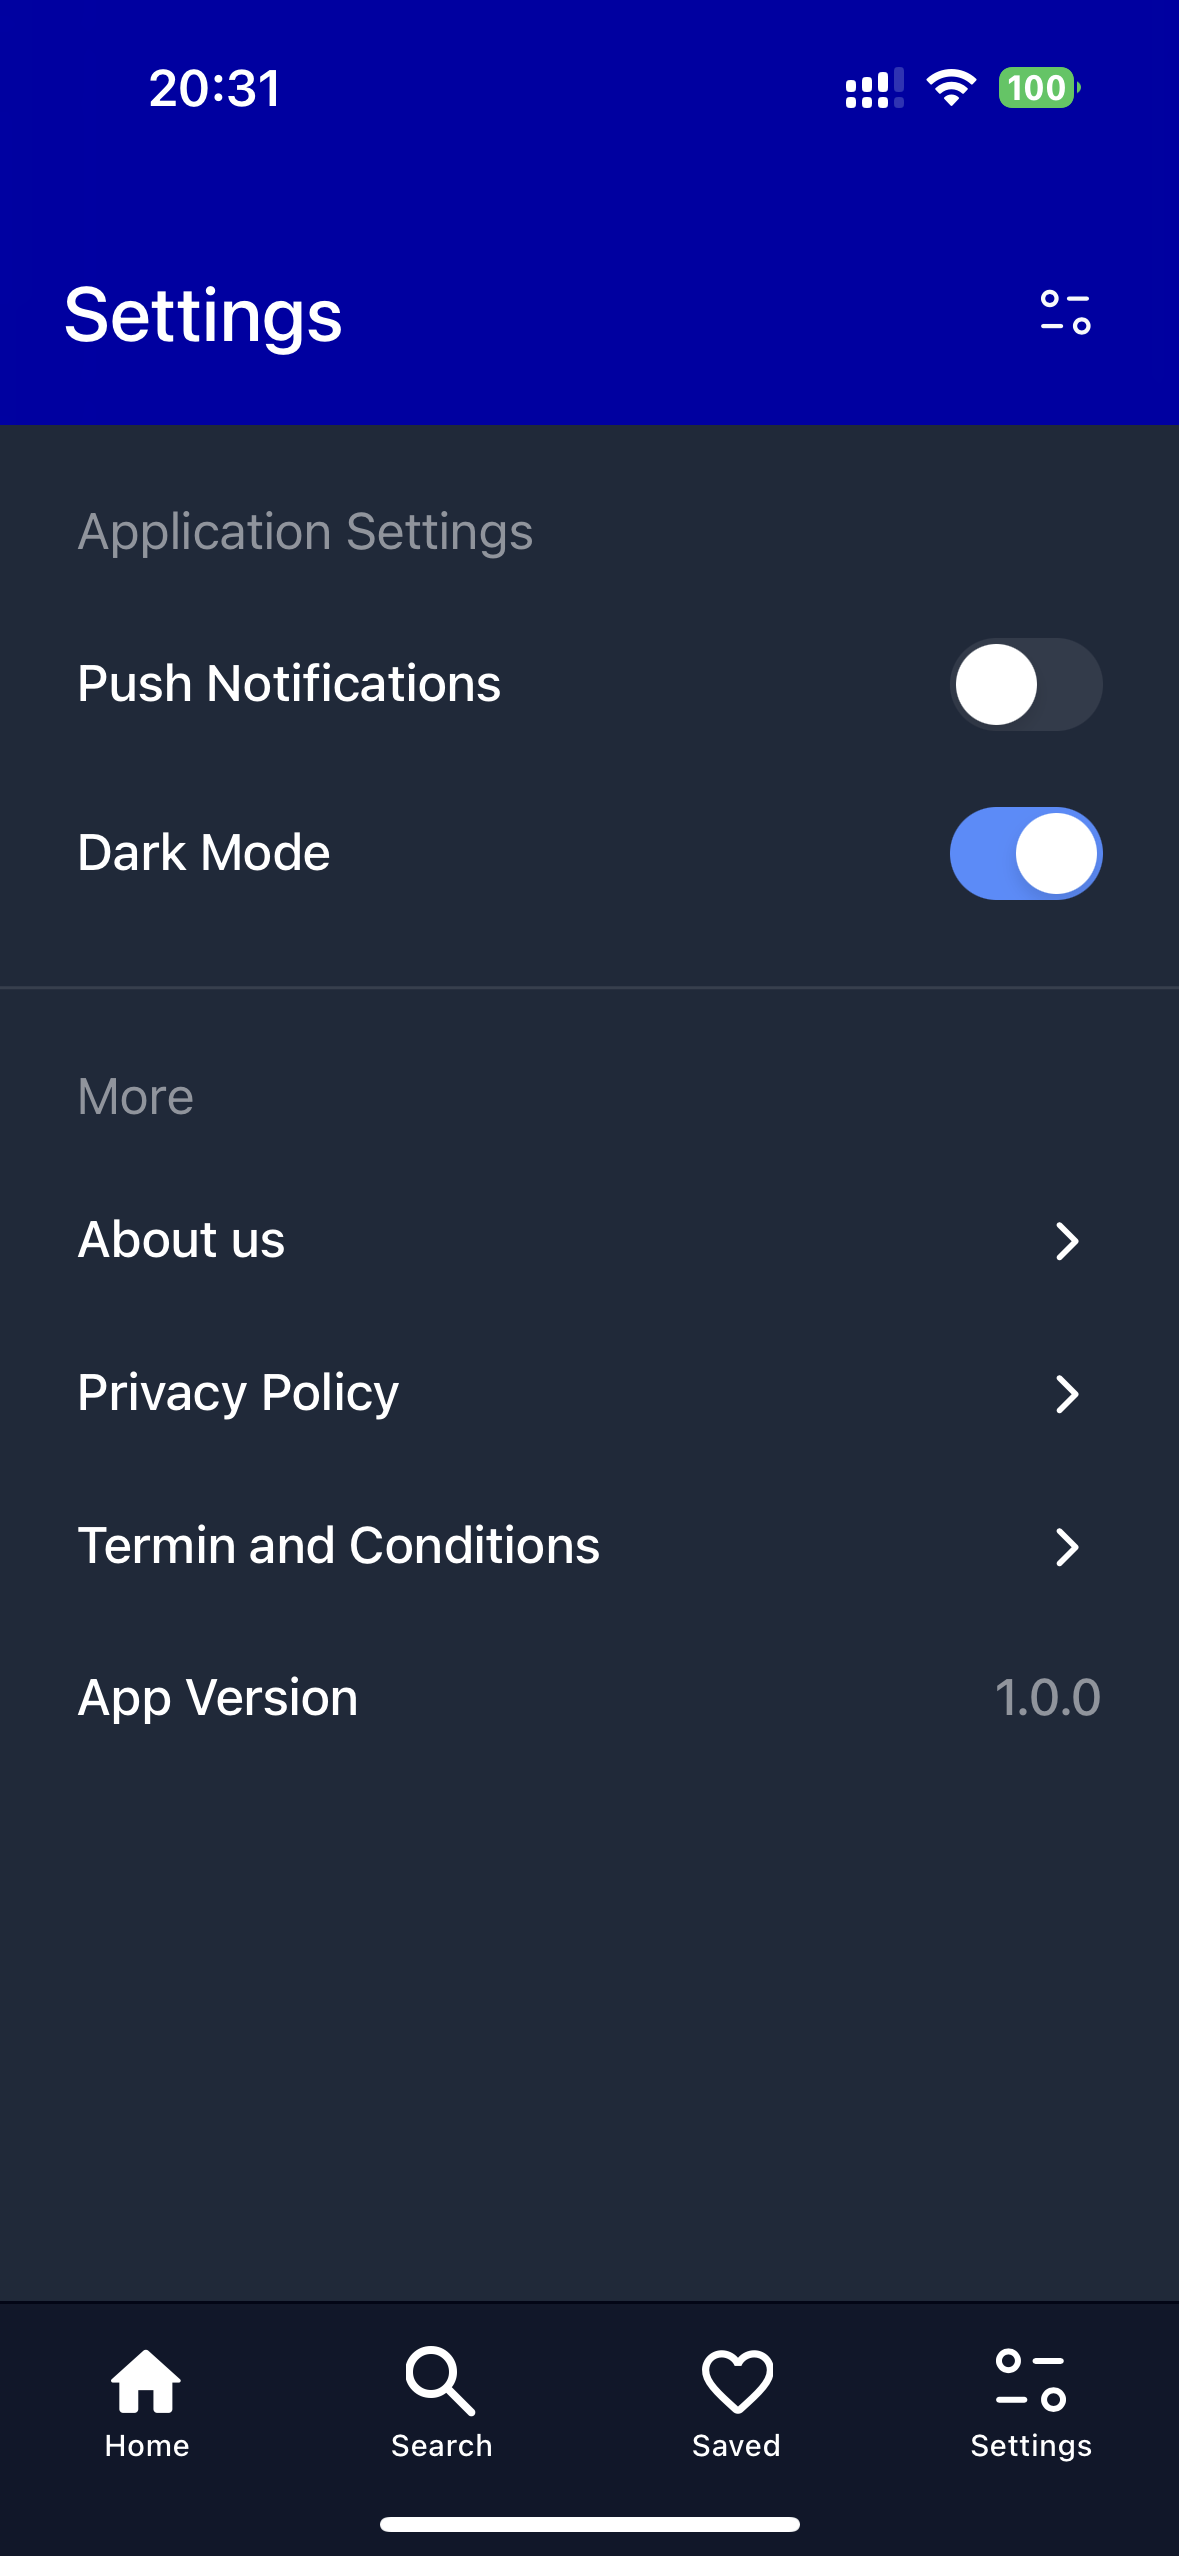 20:31
100
Settings
Application Settings
Push Notifications
Dark Mode
More
About us
Privacy Policy
Termin and Conditions
App Version 1.0.0
Home Search Saved Settings